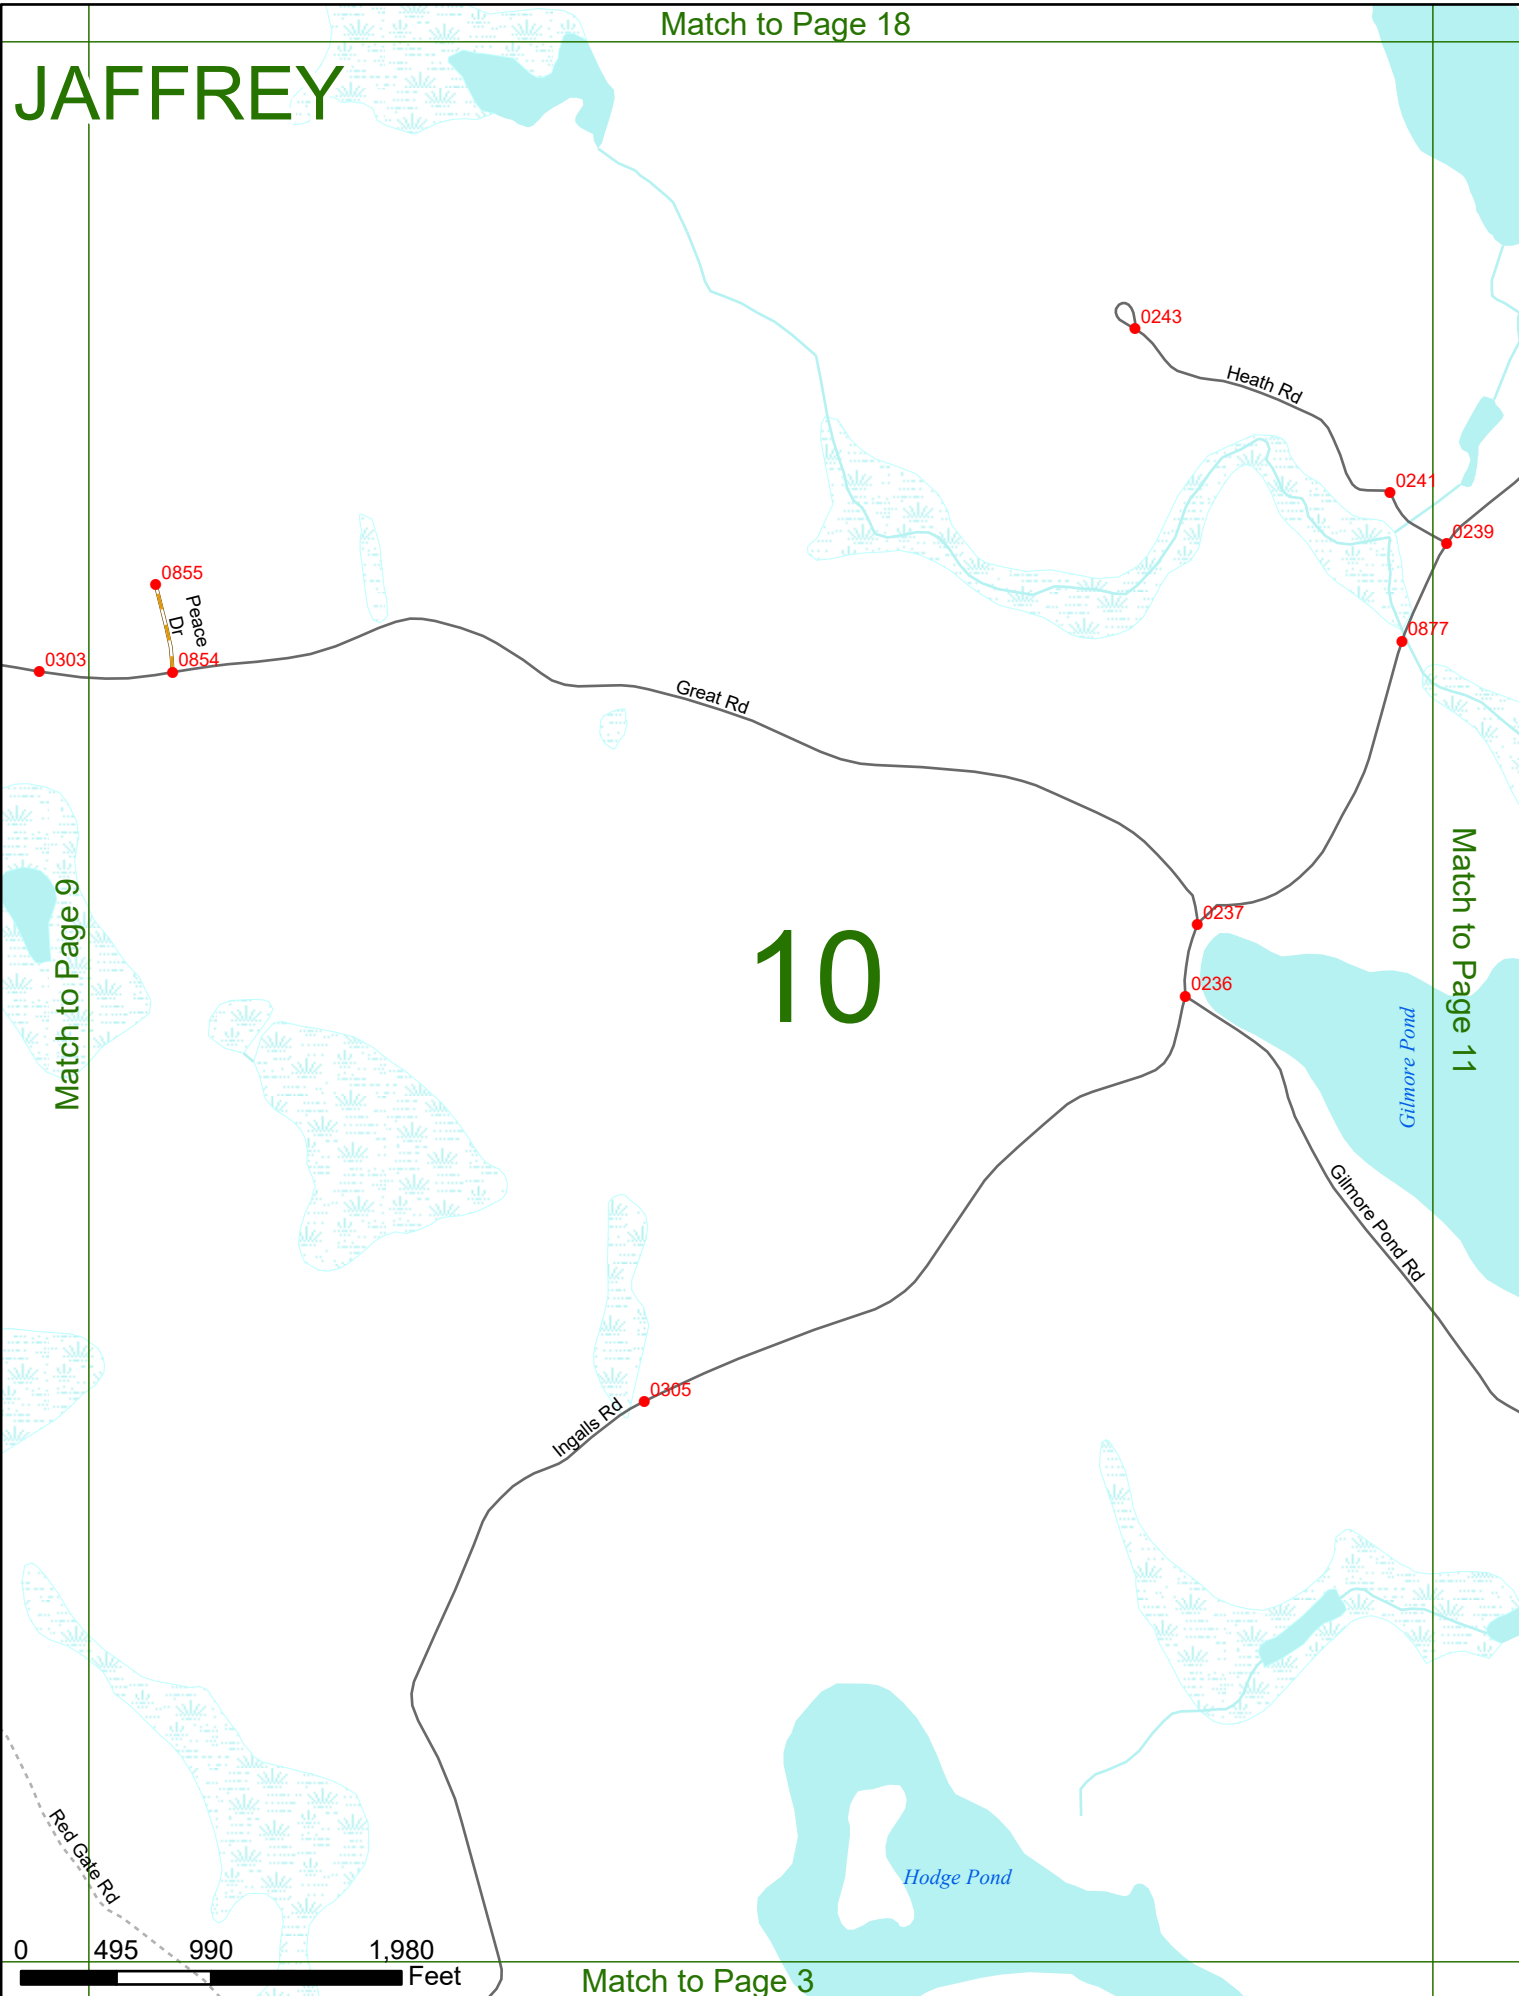 Match to Page 18
JAFFREY
0243
Heath Rd
0241
0239
0855
Peace
Dr
0877
0303
0854
Great Rd
Match to Page 9
Match to Page 11
0237
10
0236
Gilmore Pond
Gilmore Pond Rd
0305
Ingalls Rd
Red Gate Rd
Hodge Pond
0 495 990 1,980
Feet
Match to Page 3